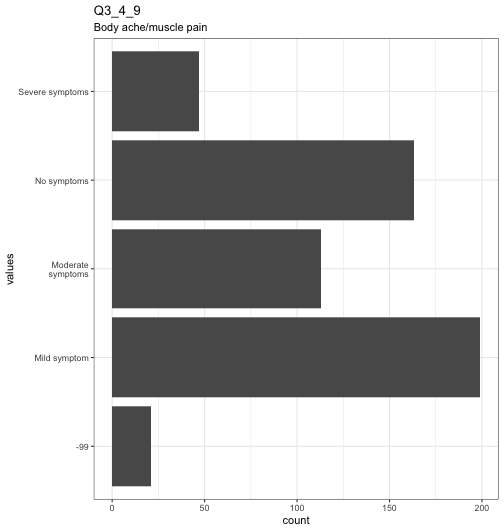 Q3_4_9
Body ache/muscle pain
Severe symptoms
No symptoms
Moderate
symptoms
Mild symptom
-99
values
0 50 100 150 200
count